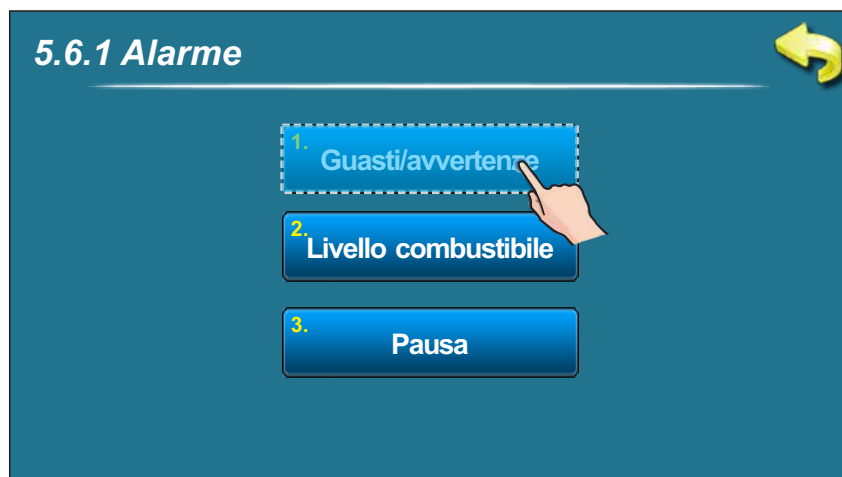 5.6.1 Alarme
1.
Guasti/avvertenze
2.
Livello combustibile
3.
Pausa